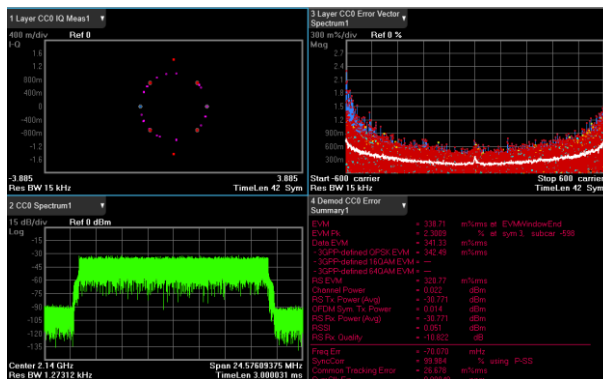 1 Layer CC0 IQ Meas1
400 m/div Ref 0
I-Q
1.6
1.2
800m
400m
0
-400m
-800m
-1.2
-1.6
-3.885 3.885
Res BW 15 kHz TimeLen 42 Sym
3 Layer CC0 Error Vector
Spectrum1
300 m%/div Ref 0 %
Mag
2.7
2.4
2.1
1.8
1.5
1.2
900m
600m
300m
Start -600 carrier Stop 600 carrier
Res BW 15 kHz TimeLen 42 Sym
2 CC0 Spectrum1
15 dB/div Ref 0 dBm
Log
-15
-30
-45
-60
-75
-90
-105
-120
-135
Center 2.14 GHz Span 24.57609375 MHz
Res BW 1.27312 kHz TimeLen 3.000031 ms
4 Demod CC0 Error
Summary1
EVM = 338.71 m%rms at EVMWindowEnd
EVM Pk = 2.3009 % at sym 1, subcar -598
Data EVM = 341.33 m%rms
- 3GPP-defined QPSK EVM = 342.49 m%rms
- 3GPP-defined 16QAM EVM = ---
- 3GPP-defined 64QAM EVM = ---
RS EVM = 320.77 m%rms
Channel Power = 0.022 dBm
RS Tx. Power (Avg) = -30.771 dBm
OFDM Sym. Tx. Power = 0.014 dBm
RS Rx. Power (Avg) = -30.771 dBm
RSSI = 0.051 dBm
RS Rx. Quality = -10.822 dB
Freq Err = -70.070 mHz
SyncCorr = 99.984 % using P-SS
Common Tracking Error = 26.678 m%rms